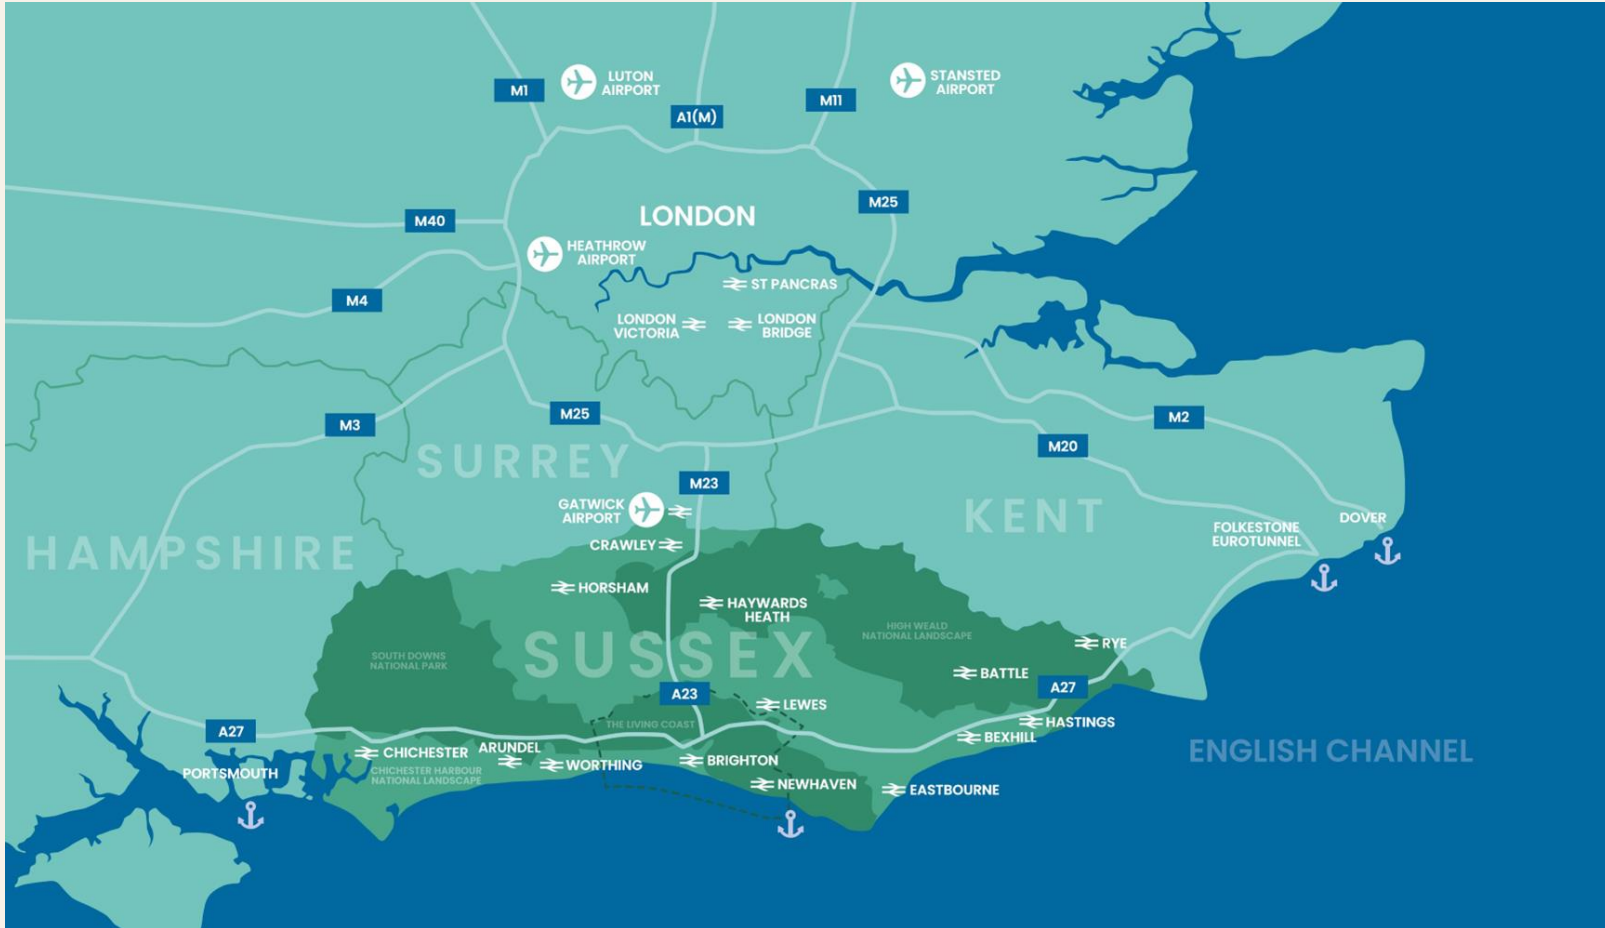 LUTON
AIRPORT
STANSTED
AIRPORT
M1
M11
A1(M)
M25
LONDON
M40
HEATHROW
AIRPORT
ST PANCRAS
M4
LONDON
VICTORIA
LONDON
BRIDGE
M3
M25
M2
M20
SURREY
M23
GATWICK
AIRPORT
KENT
DOVER
FOLKESTONE
EUROTUNNEL
HAMPSHIRE
CRAWLEY
HORSHAM
HAYWARDS
HEATH
HIGH WEALD
NATIONAL LANDSCAPE
RYE
SOUTH DOWNS
NATIONAL PARK
SUSSEX
BATTLE
A27
A23
LEWES
THE LIVING COAST
HASTINGS
A27
BEXHILL
ENGLISH CHANNEL
CHICHESTER
ARUNDEL
WORTHING
BRIGHTON
PORTSMOUTH
CHICHESTER HARBOUR
NATIONAL LANDSCAPE
NEWHAVEN
EASTBOURNE